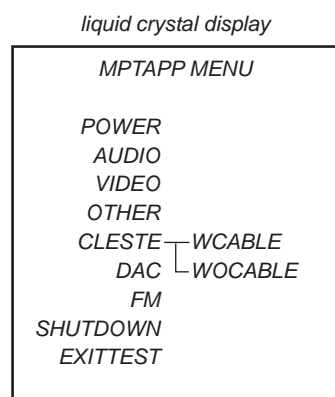 liquid crystal display
MPTAPP MENU
POWER
AUDIO
VIDEO
OTHER
CLESTE WCABLE
DAC WOCABLE
FM
SHUTDOWN
EXITTEST